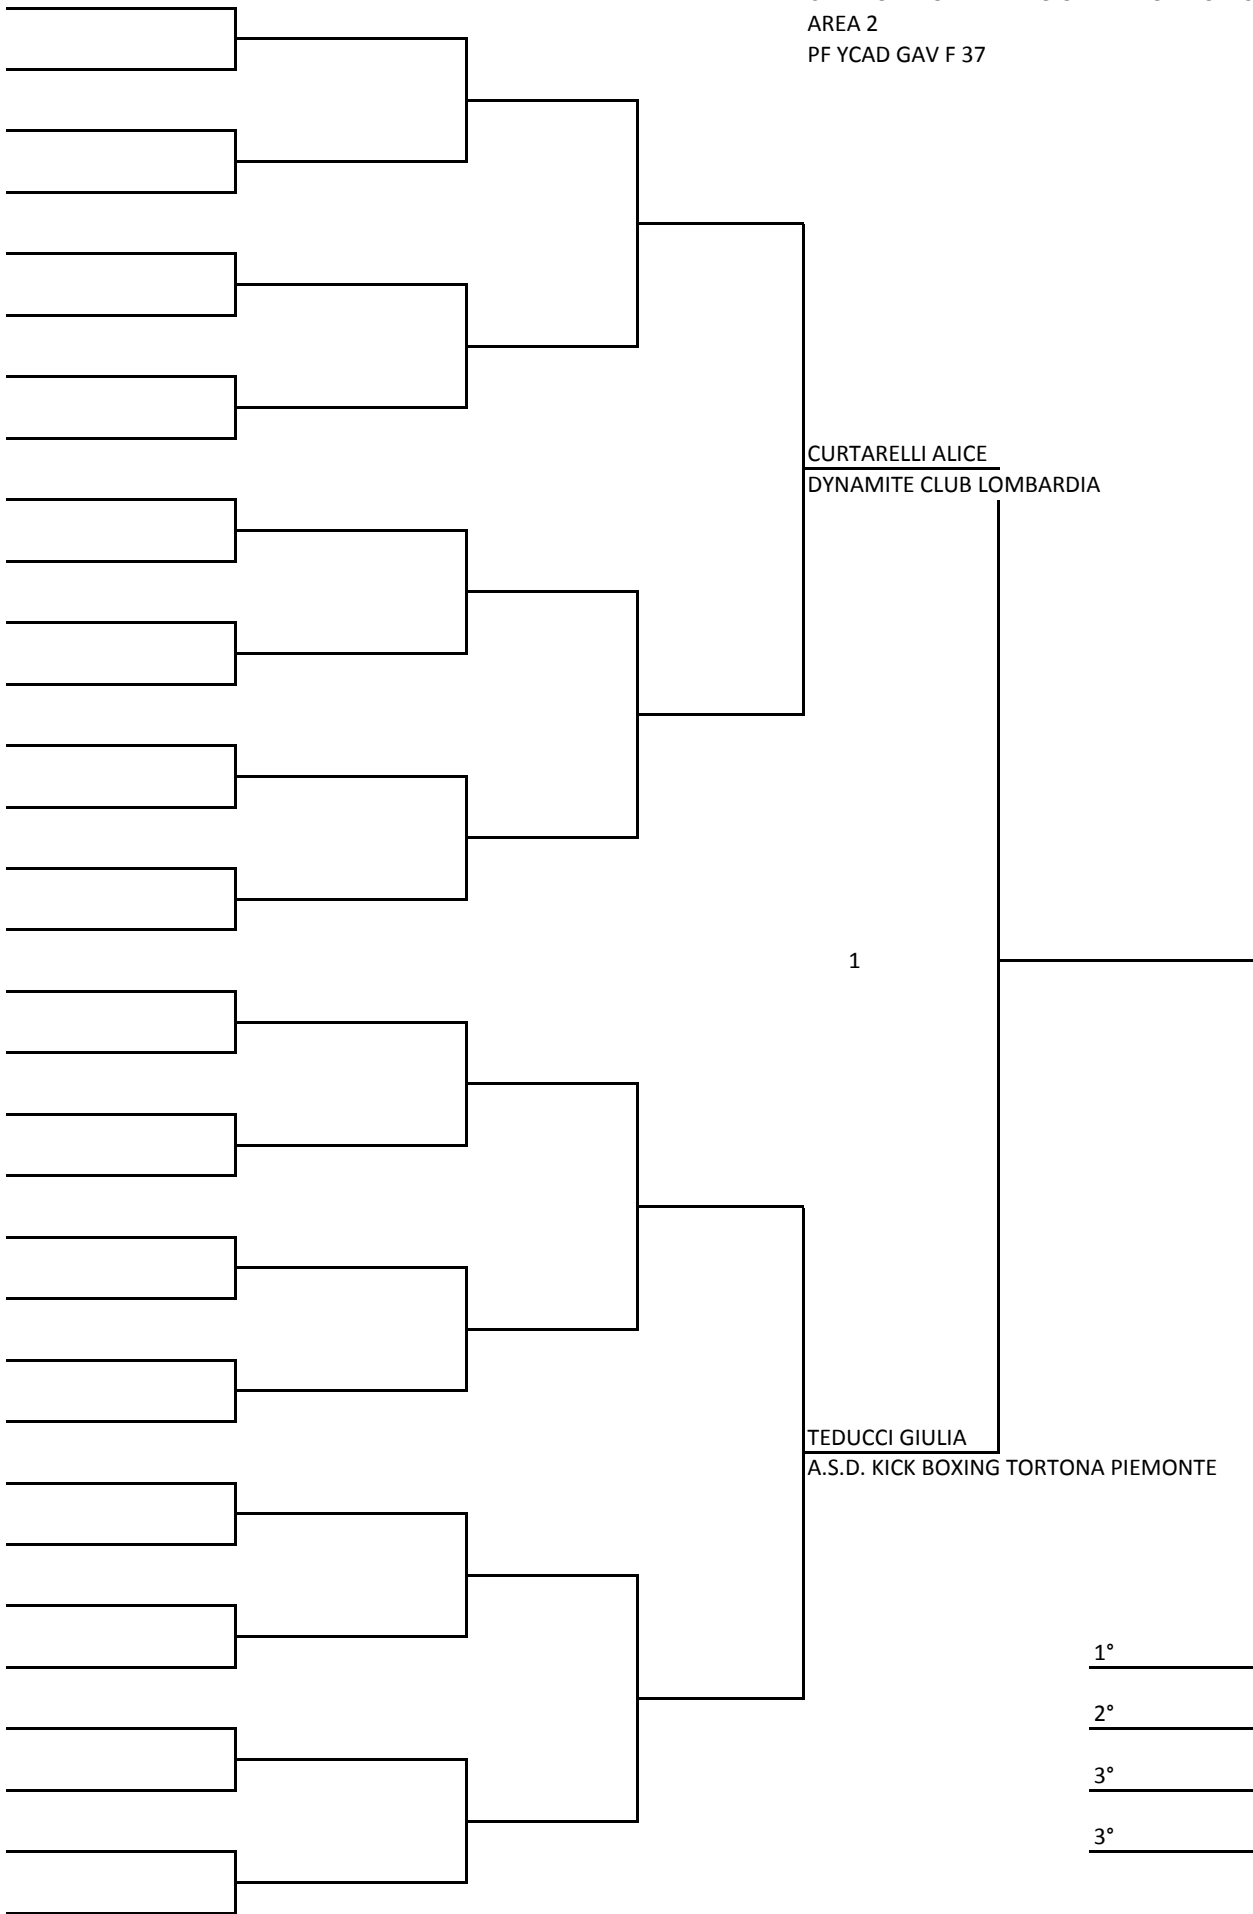 AREA 2
PF YCAD GAV F 37
CURTARELLI ALICE
DYNAMITE CLUB LOMBARDIA
1
TEDUCCI GIULIA
A.S.D. KICK BOXING TORTONA PIEMONTE
1°
2°
3°
3°